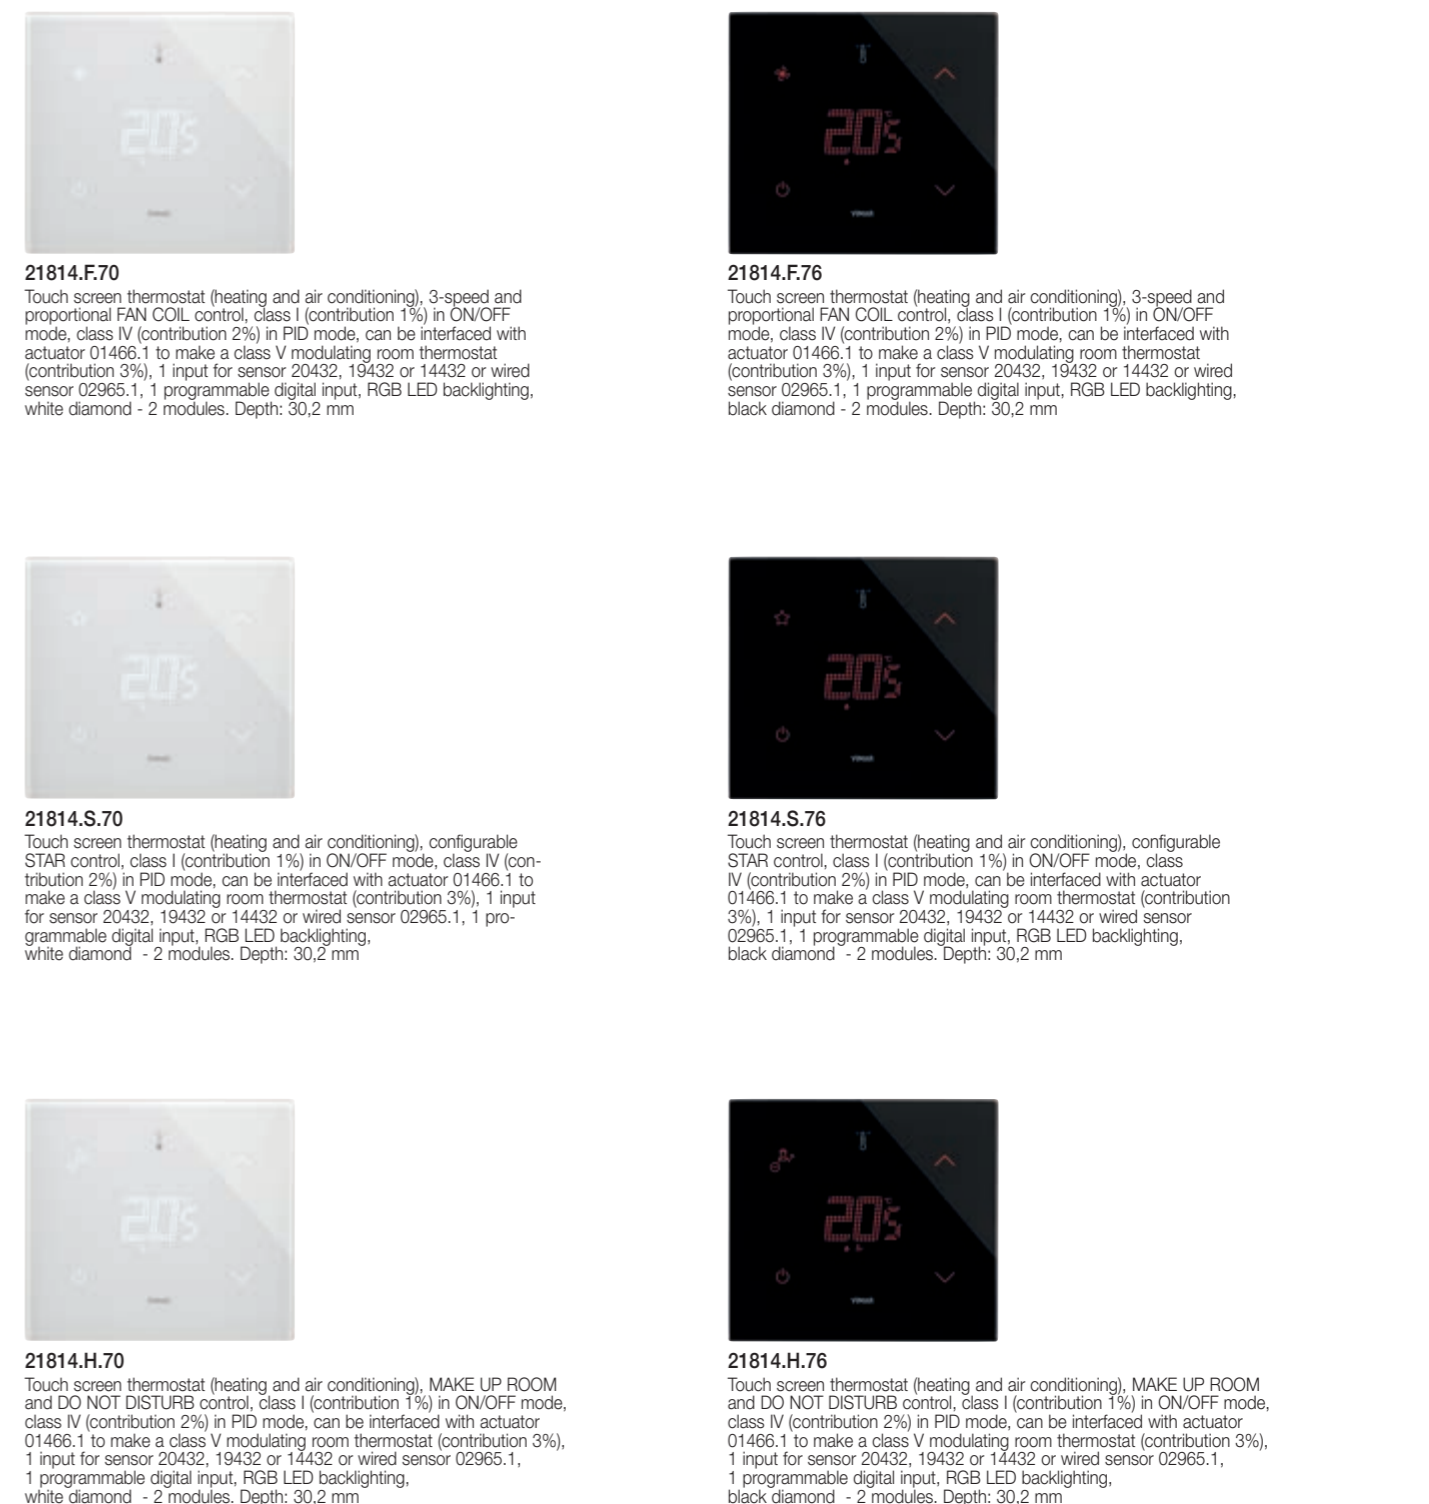 20.5
20.5
VIMAR
21814.F.70
Touch screen thermostat (heating and air conditioning), 3-speed and
proportional FAN COIL control, class I (contribution 1%) in ON/OFF
mode, class IV (contribution 2%) in PID mode, can be interfaced with
actuator 01466.1 to make a class V modulating room thermostat
(contribution 3%), 1 input for sensor 20432, 19432 or 14432 or wired
sensor 02965.1, 1 programmable digital input, RGB LED backlighting,
white diamond - 2 modules. Depth: 30,2 mm
21814.F.76
Touch screen thermostat (heating and air conditioning), 3-speed and
proportional FAN COIL control, class I (contribution 1%) in ON/OFF
mode, class IV (contribution 2%) in PID mode, can be interfaced with
actuator 01466.1 to make a class V modulating room thermostat
(contribution 3%), 1 input for sensor 20432, 19432 or 14432 or wired
sensor 02965.1, 1 programmable digital input, RGB LED backlighting,
black diamond - 2 modules. Depth: 30,2 mm
20.5
20.5
VIMAR
21814.S.70
Touch screen thermostat (heating and air conditioning), configurable
STAR control, class I (contribution 1%) in ON/OFF mode, class IV (con-
tribution 2%) in PID mode, can be interfaced with actuator 01466.1 to
make a class V modulating room thermostat (contribution 3%), 1 input
for sensor 20432, 19432 or 14432 or wired sensor 02965.1, 1 pro-
grammable digital input, RGB LED backlighting,
white diamond - 2 modules. Depth: 30,2 mm
21814.S.76
Touch screen thermostat (heating and air conditioning), configurable
STAR control, class I (contribution 1%) in ON/OFF mode, class
IV (contribution 2%) in PID mode, can be interfaced with actuator
01466.1 to make a class V modulating room thermostat (contribution
3%), 1 input for sensor 20432, 19432 or 14432 or wired sensor
02965.1, 1 programmable digital input, RGB LED backlighting,
black diamond - 2 modules. Depth: 30,2 mm
20.5
20.5
VIMAR
21814.H.70
Touch screen thermostat (heating and air conditioning), MAKE UP ROOM
and DO NOT DISTURB control, class I (contribution 1%) in ON/OFF mode,
class IV (contribution 2%) in PID mode, can be interfaced with actuator
01466.1 to make a class V modulating room thermostat (contribution 3%),
1 input for sensor 20432, 19432 or 14432 or wired sensor 02965.1,
1 programmable digital input, RGB LED backlighting,
white diamond - 2 modules. Depth: 30,2 mm
21814.H.76
Touch screen thermostat (heating and air conditioning), MAKE UP ROOM
and DO NOT DISTURB control, class I (contribution 1%) in ON/OFF mode,
class IV (contribution 2%) in PID mode, can be interfaced with actuator
01466.1 to make a class V modulating room thermostat (contribution 3%),
1 input for sensor 20432, 19432 or 14432 or wired sensor 02965.1,
1 programmable digital input, RGB LED backlighting,
black diamond - 2 modules. Depth: 30,2 mm